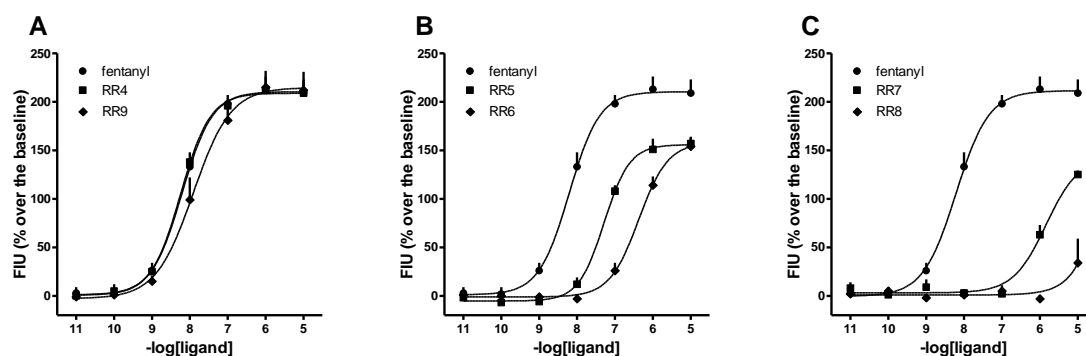 A
250
200
150
100
50
0
FIU (% over the baseline)
fentanyl
RR4
RR9
11 10 9 8 7 6 5
-log[ligand]
B
250
200
150
100
50
0
FIU (% over the baseline)
fentanyl
RR5
RR6
11 10 9 8 7 6 5
-log[ligand]
C
250
200
150
100
50
0
FIU (% over the baseline)
fentanyl
RR7
RR8
11 10 9 8 7 6 5
-log[ligand]